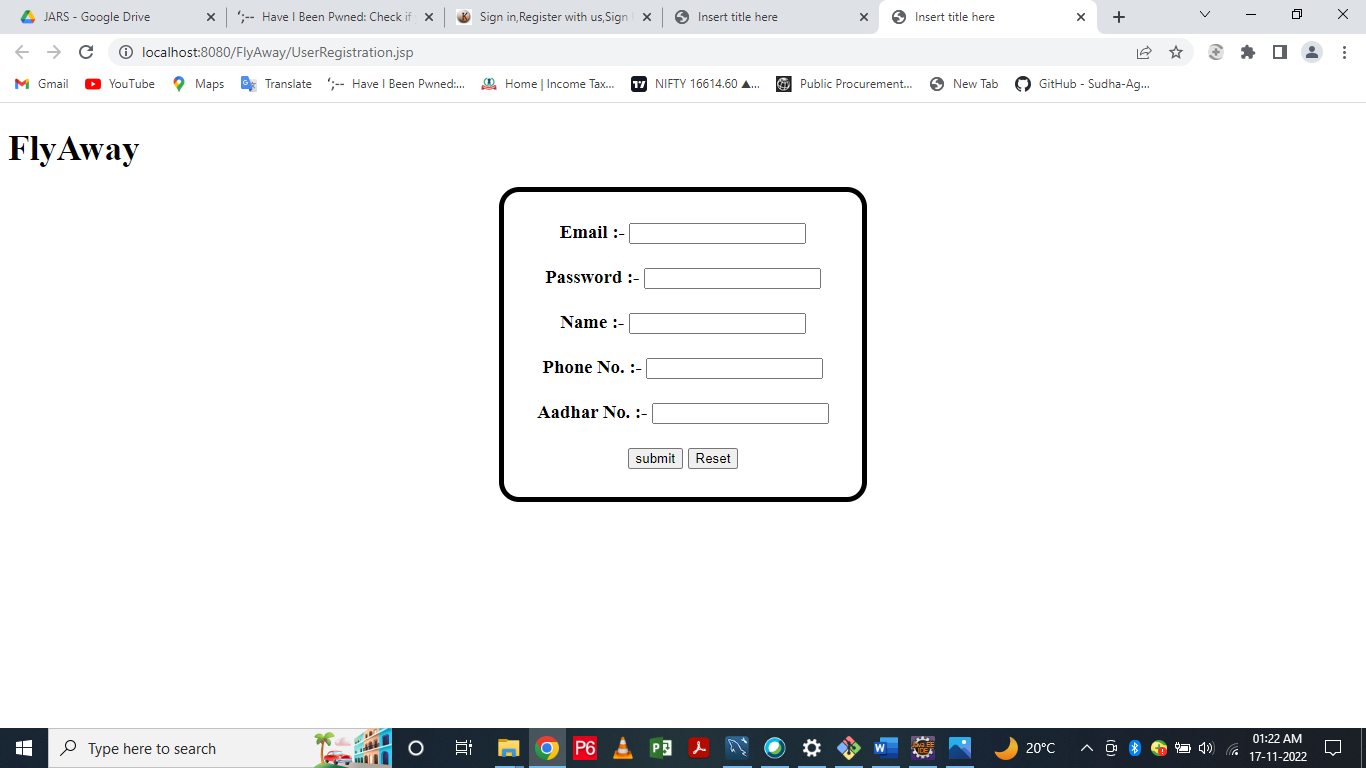 JARS - Google Drive
Have I Been Pwned: Check if
Sign in,Register with us,Sign
Insert title here
Insert title here
localhost:8080/FlyAway/UserRegistration.jsp
Gmail
YouTube
Maps
Translate
Have I Been Pwned:...
Home | Income Tax...
NIFTY 16614.60 ▲...
Public Procurement...
New Tab
GitHub - Sudha-Ag...
FlyAway
Email :-
Password :-
Name :-
Phone No. :-
Aadhar No. :-
submit Reset
Type here to search
P6
20°C
01:22 AM
17-11-2022